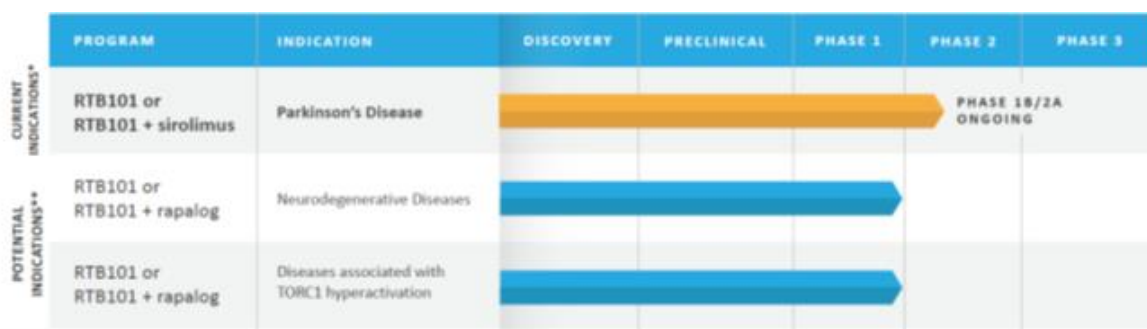 PROGRAM INDICATION DISCOVERY PRECLINICAL PHASE 1 PHASE 2 PHASE 3
CURRENT
INDICATIONS*
RTB101 or
RTB101 + sirolimus
Parkinson's Disease
PHASE 1B/2A
ONGOING
POTENTIAL
INDICATIONS**
RTB101 or
RTB101 + rapalog
Neurodegenerative Diseases
RTB101 or
RTB101 + rapalog
Diseases associated with
TORC1 hyperactivation